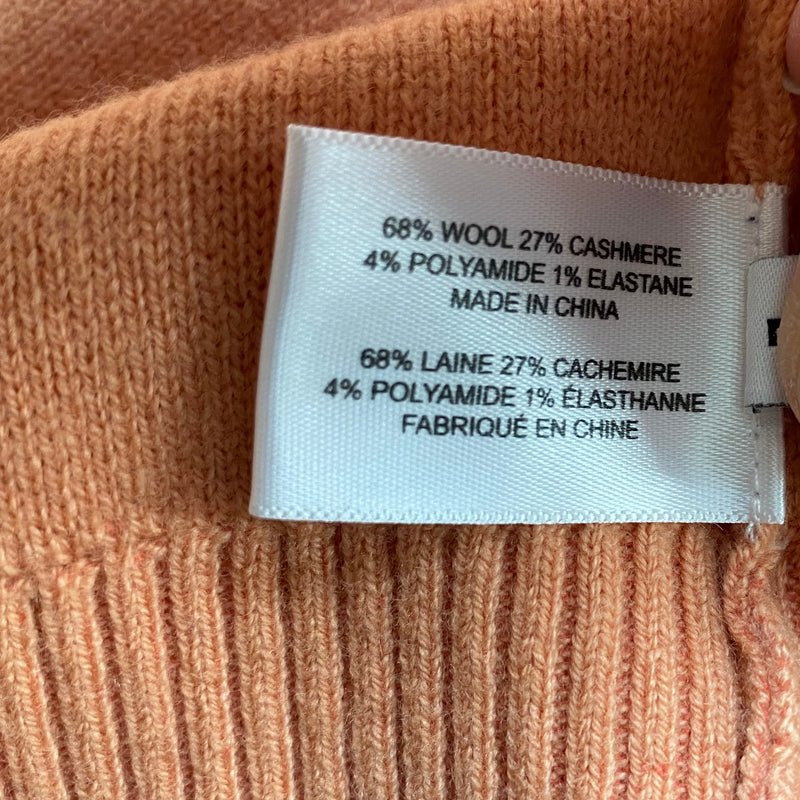 68% WOOL 27% CASHMERE
4% POLYAMIDE 1% ELASTANE
MADE IN CHINA
68% LAINE 27% CACHEMIRE
4% POLYAMIDE 1% ÉLASTHANNE
FABRIQUÉ EN CHINE